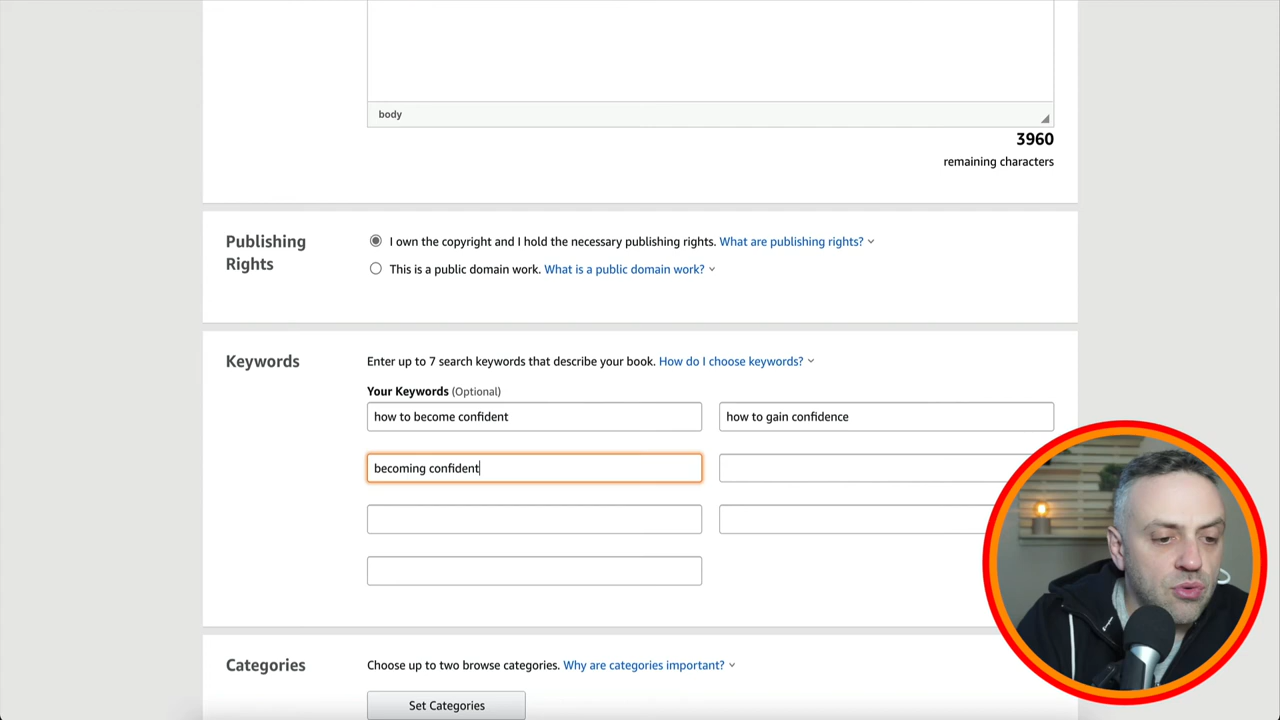 body
3960
remaining characters
Publishing Rights
I own the copyright and I hold the necessary publishing rights. What are publishing rights?
This is a public domain work. What is a public domain work?
Keywords
Enter up to 7 search keywords that describe your book. How do I choose keywords?
Your Keywords (Optional)
how to become confident
how to gain confidence
becoming confident
Categories
Choose up to two browse categories. Why are categories important?
Set Categories